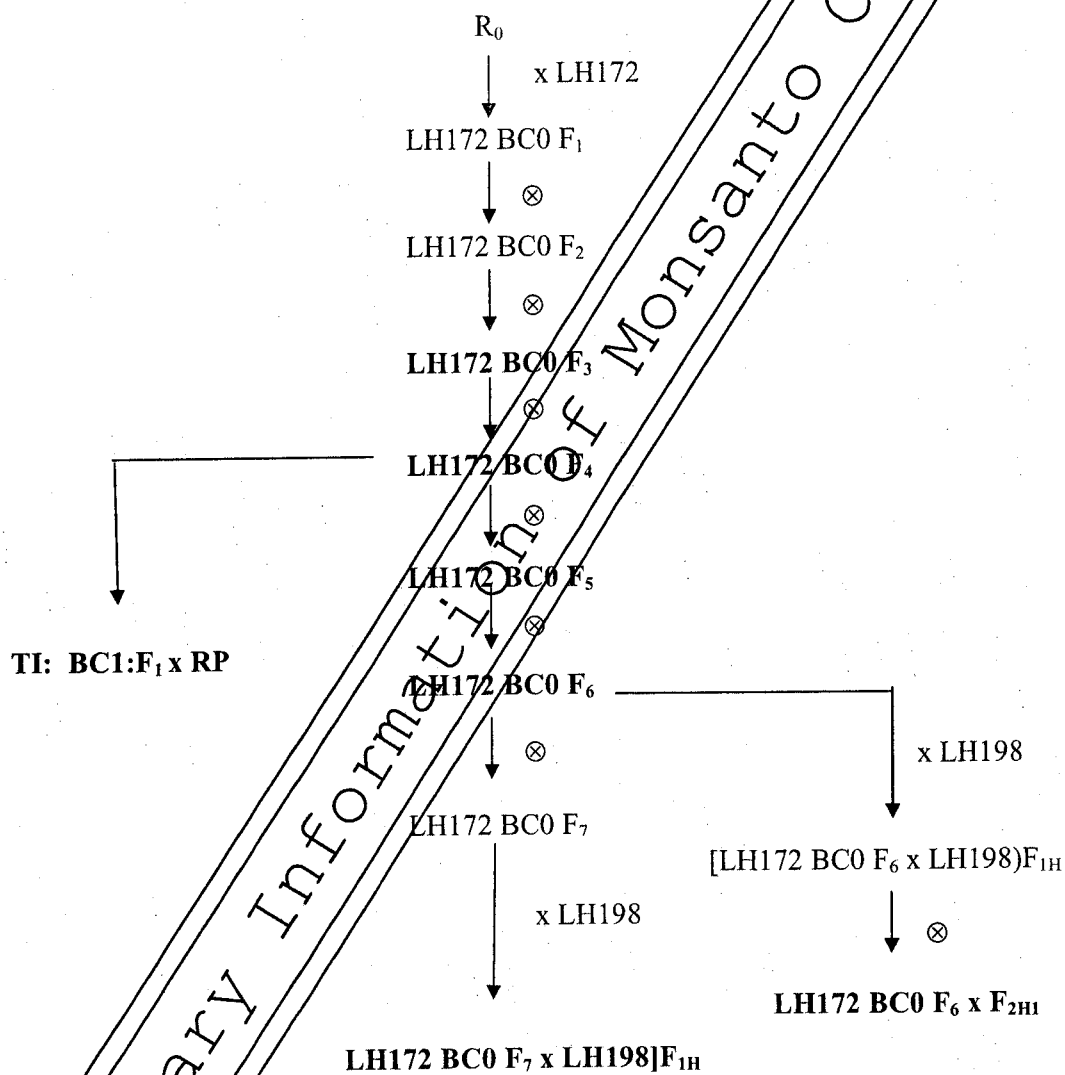 R₀
x LH172
LH172 BC0 F₁
⊗
LH172 BC0 F₂
⊗
LH172 BC0 F₃
⊗
LH172 BC0 F₄
⊗
LH172 BC0 F₅
⊗
TI: BC1:F₁ x RP
LH172 BC0 F₆
⊗
x LH198
LH172 BC0 F₇
[LH172 BC0 F₆ x LH198)F₁H
x LH198
⊗
LH172 BC0 F₆ x F₂H₁
LH172 BC0 F₇ x LH198]F₁H
Information of Monsanto